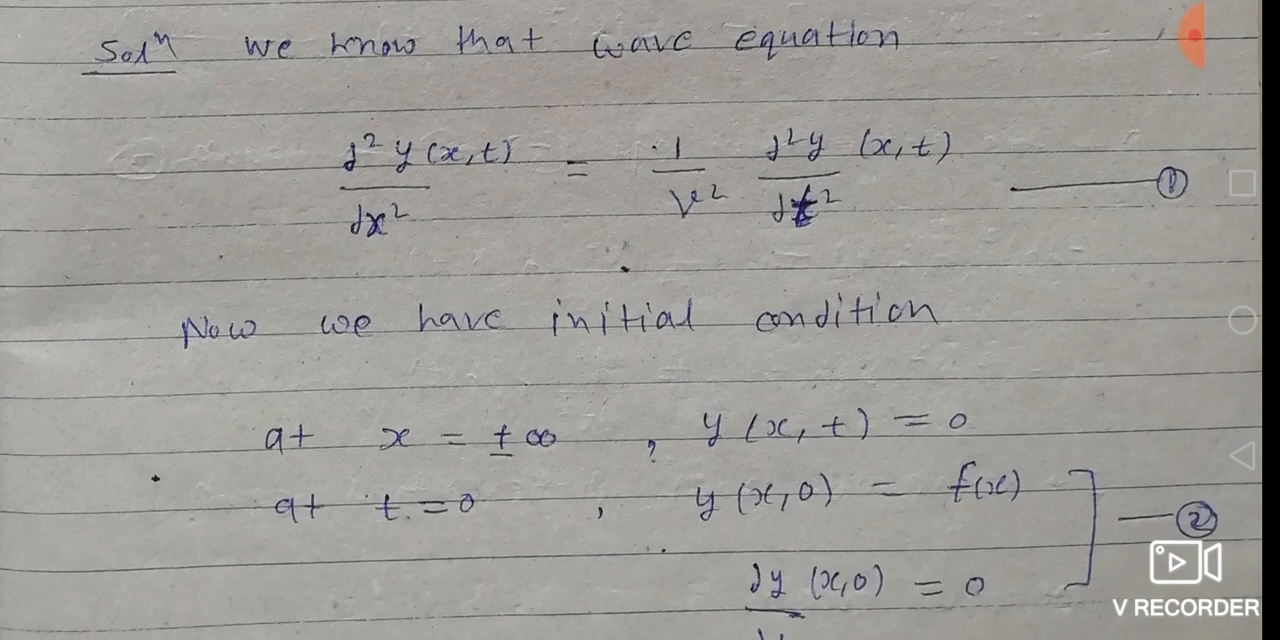 Solⁿ we know that wave equation
∂²y(x,t)/∂x² = 1/v² ∂²y/∂t² (x,t) ——— ①
Now we have initial condition
at x = ±∞ , y(x,t) = 0
at t = 0 , y(x,0) = f(x) — ②
∂y (x,0) = 0
V RECORDER